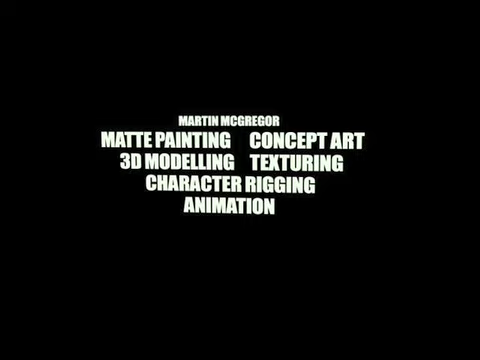 MARTIN MCGREGOR
MATTE PAINTING CONCEPT ART
3D MODELLING TEXTURING
CHARACTER RIGGING
ANIMATION